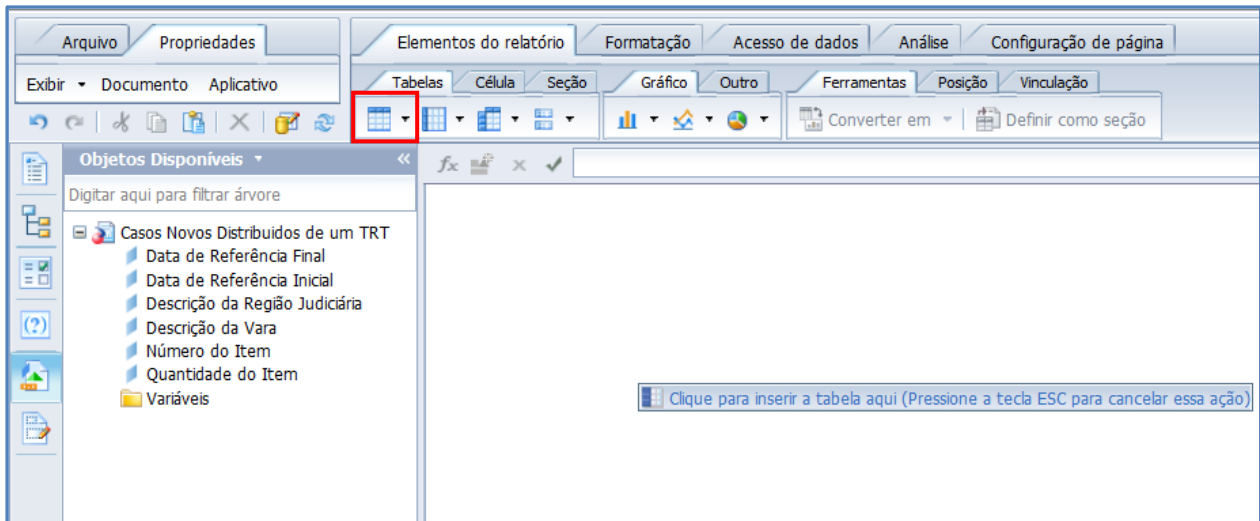 Arquivo Propriedades Elementos do relatório Formatação Acesso de dados Análise Configuração de página
Exibir Documento Aplicativo Tabelas Célula Seção Gráfico Outro Ferramentas Posição Vinculação
Converter em Definir como seção
Objetos Disponíveis
Digitar aqui para filtrar árvore
Casos Novos Distribuidos de um TRT
Data de Referência Final
Data de Referência Inicial
Descrição da Região Judiciária
Descrição da Vara
Número do Item
Quantidade do Item
Variáveis
Clique para inserir a tabela aqui (Pressione a tecla ESC para cancelar essa ação)